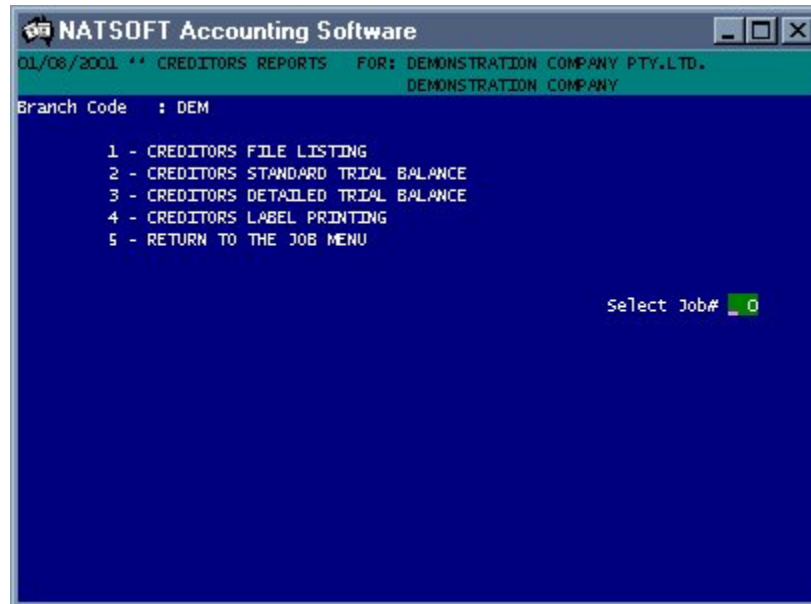 NATSOFT Accounting Software
01/08/2001 '' CREDITORS REPORTS FOR: DEMONSTRATION COMPANY PTY.LTD.
DEMONSTRATION COMPANY
Branch Code : DEM
1 - CREDITORS FILE LISTING
2 - CREDITORS STANDARD TRIAL BALANCE
3 - CREDITORS DETAILED TRIAL BALANCE
4 - CREDITORS LABEL PRINTING
5 - RETURN TO THE JOB MENU
Select Job# _ 0